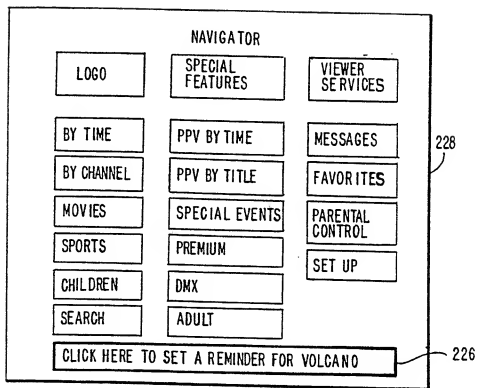 NAVIGATOR
LOGO
SPECIAL
FEATURES
VIEWER
SERVICES
BY TIME
PPV BY TIME
MESSAGES
228
BY CHANNEL
PPV BY TITLE
FAVORITES
MOVIES
SPECIAL EVENTS
PARENTAL
CONTROL
SPORTS
PREMIUM
SET UP
CHILDREN
DMX
SEARCH
ADULT
CLICK HERE TO SET A REMINDER FOR VOLCANO
226